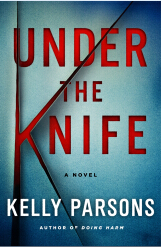 UNDER
THE
KNIFE
A NOVEL
KELLY PARSONS
AUTHOR OF DOING HARM